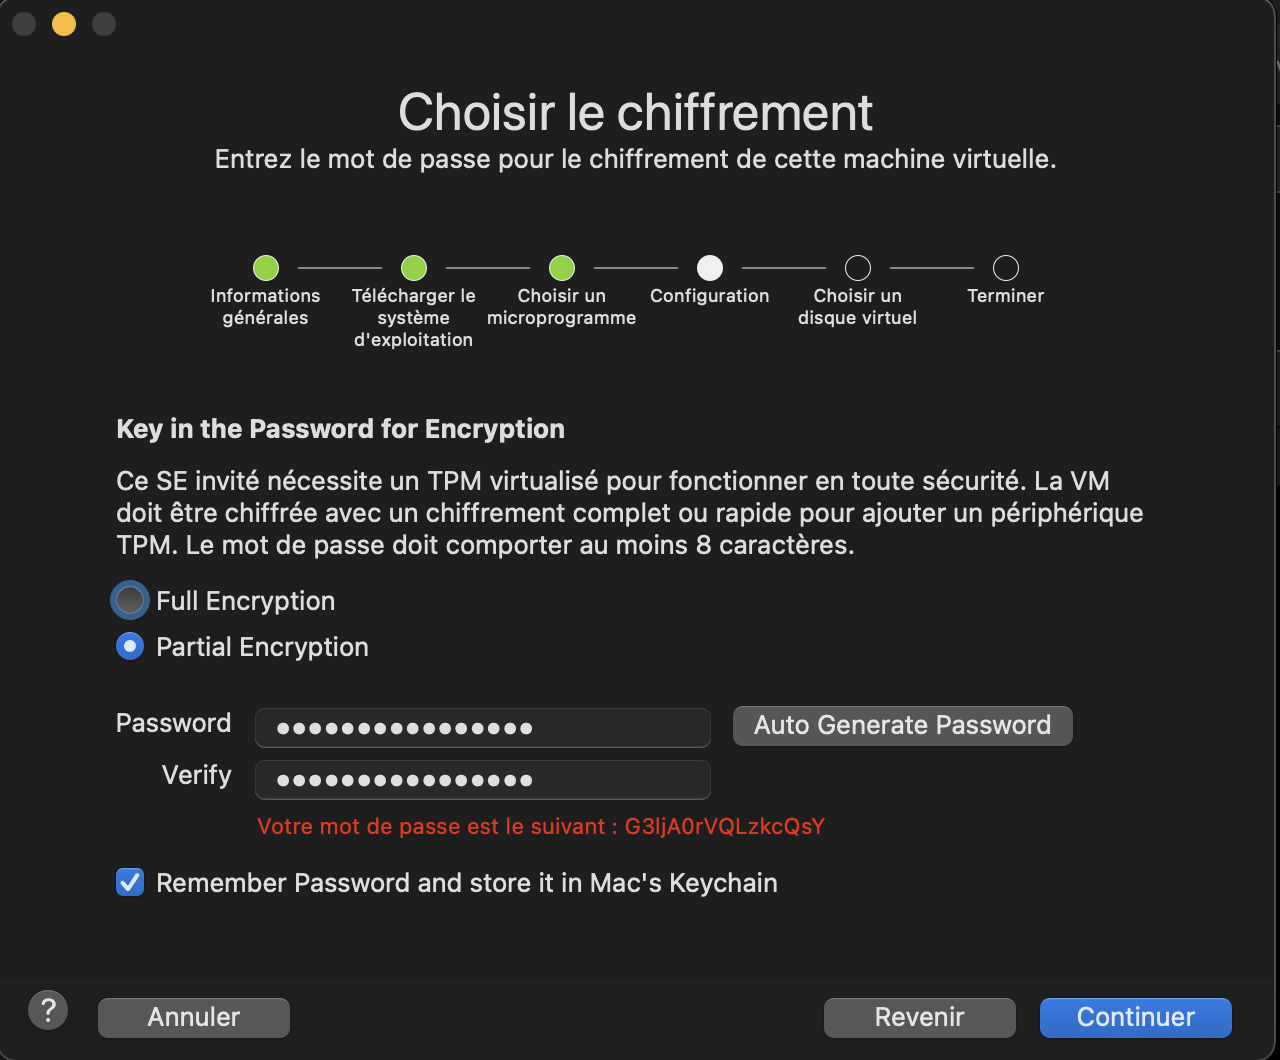 Choisir le chiffrement
Entrez le mot de passe pour le chiffrement de cette machine virtuelle.
Informations
générales
Télécharger le
système
d'exploitation
Choisir un
microprogramme
Configuration
Choisir un
disque virtuel
Terminer
Key in the Password for Encryption
Ce SE invité nécessite un TPM virtualisé pour fonctionner en toute sécurité. La VM
doit être chiffrée avec un chiffrement complet ou rapide pour ajouter un périphérique
TPM. Le mot de passe doit comporter au moins 8 caractères.
Full Encryption
Partial Encryption
Password
Auto Generate Password
Verify
Votre mot de passe est le suivant : G3ljA0rVQLzkcQsY
Remember Password and store it in Mac's Keychain
?
Annuler
Revenir
Continuer